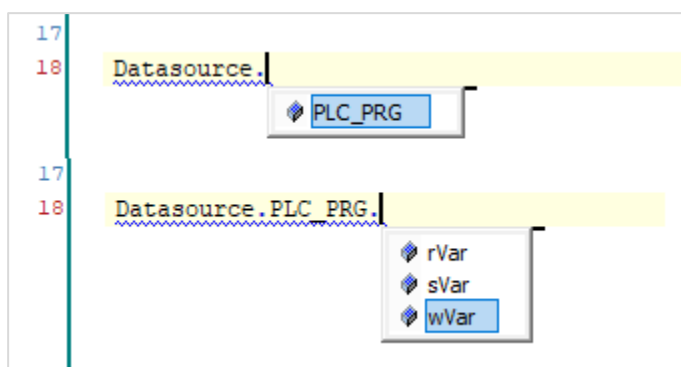 17
18 Datasource.
PLC_PRG
17
18 Datasource.PLC_PRG.
rVar
sVar
wVar